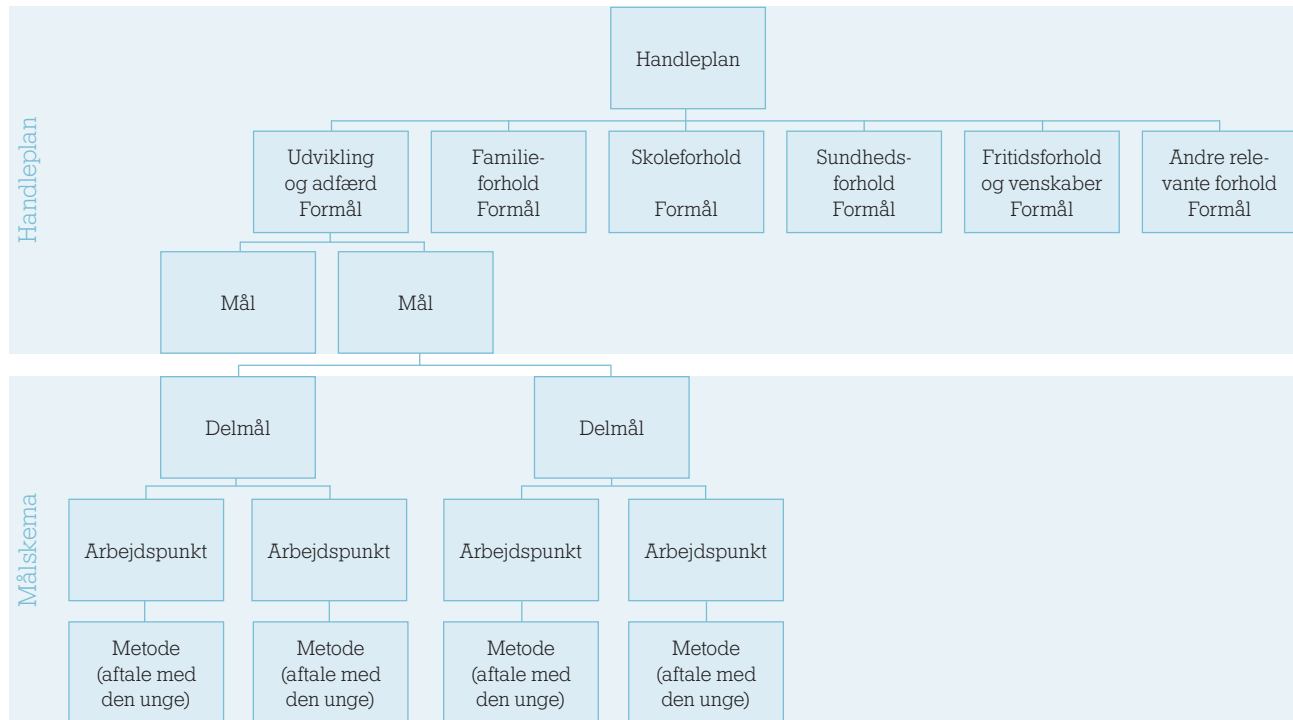 Handleplan
Handleplan
Udvikling
og adfærd
Formål
Familie-
forhold
Formål
Skoleforhold
Formål
Sundheds-
forhold
Formål
Fritidsforhold
og venskaber
Formål
Andre rele-
vante forhold
Formål
Mål
Mål
Målskema
Delmål
Delmål
Arbejdspunkt
Arbejdspunkt
Arbejdspunkt
Arbejdspunkt
Metode
(aftale med
den unge)
Metode
(aftale med
den unge)
Metode
(aftale med
den unge)
Metode
(aftale med
den unge)